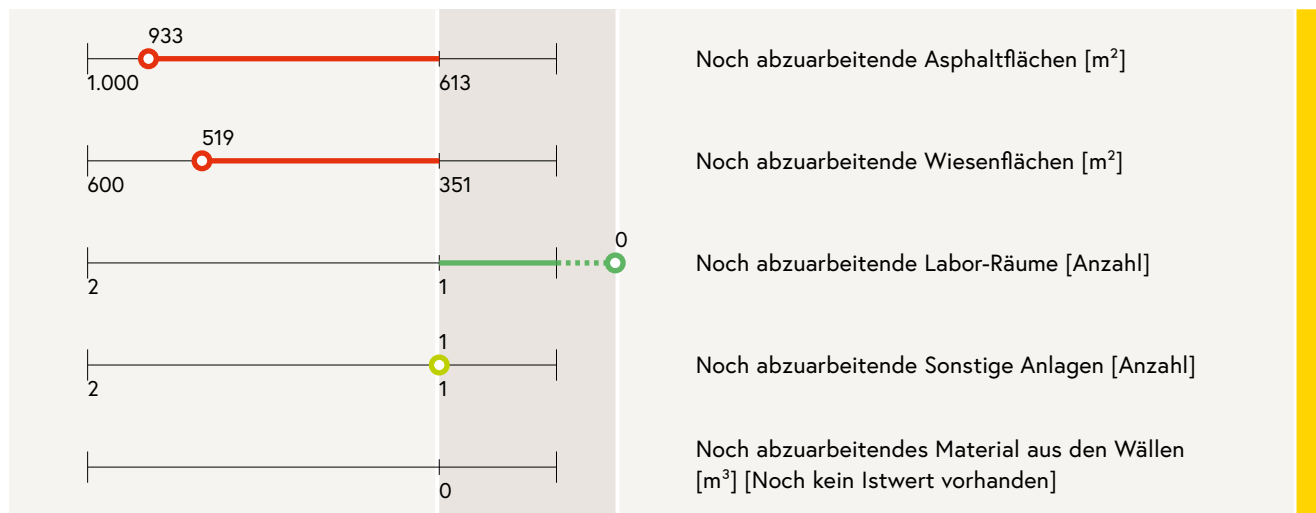 933
1.000
613
Noch abzuarbeitende Asphaltflächen [m²]
519
600
351
Noch abzuarbeitende Wiesenflächen [m²]
0
2
1
Noch abzuarbeitende Labor-Räume [Anzahl]
1
2
1
Noch abzuarbeitende Sonstige Anlagen [Anzahl]
0
Noch abzuarbeitendes Material aus den Wällen
[m³] [Noch kein Istwert vorhanden]